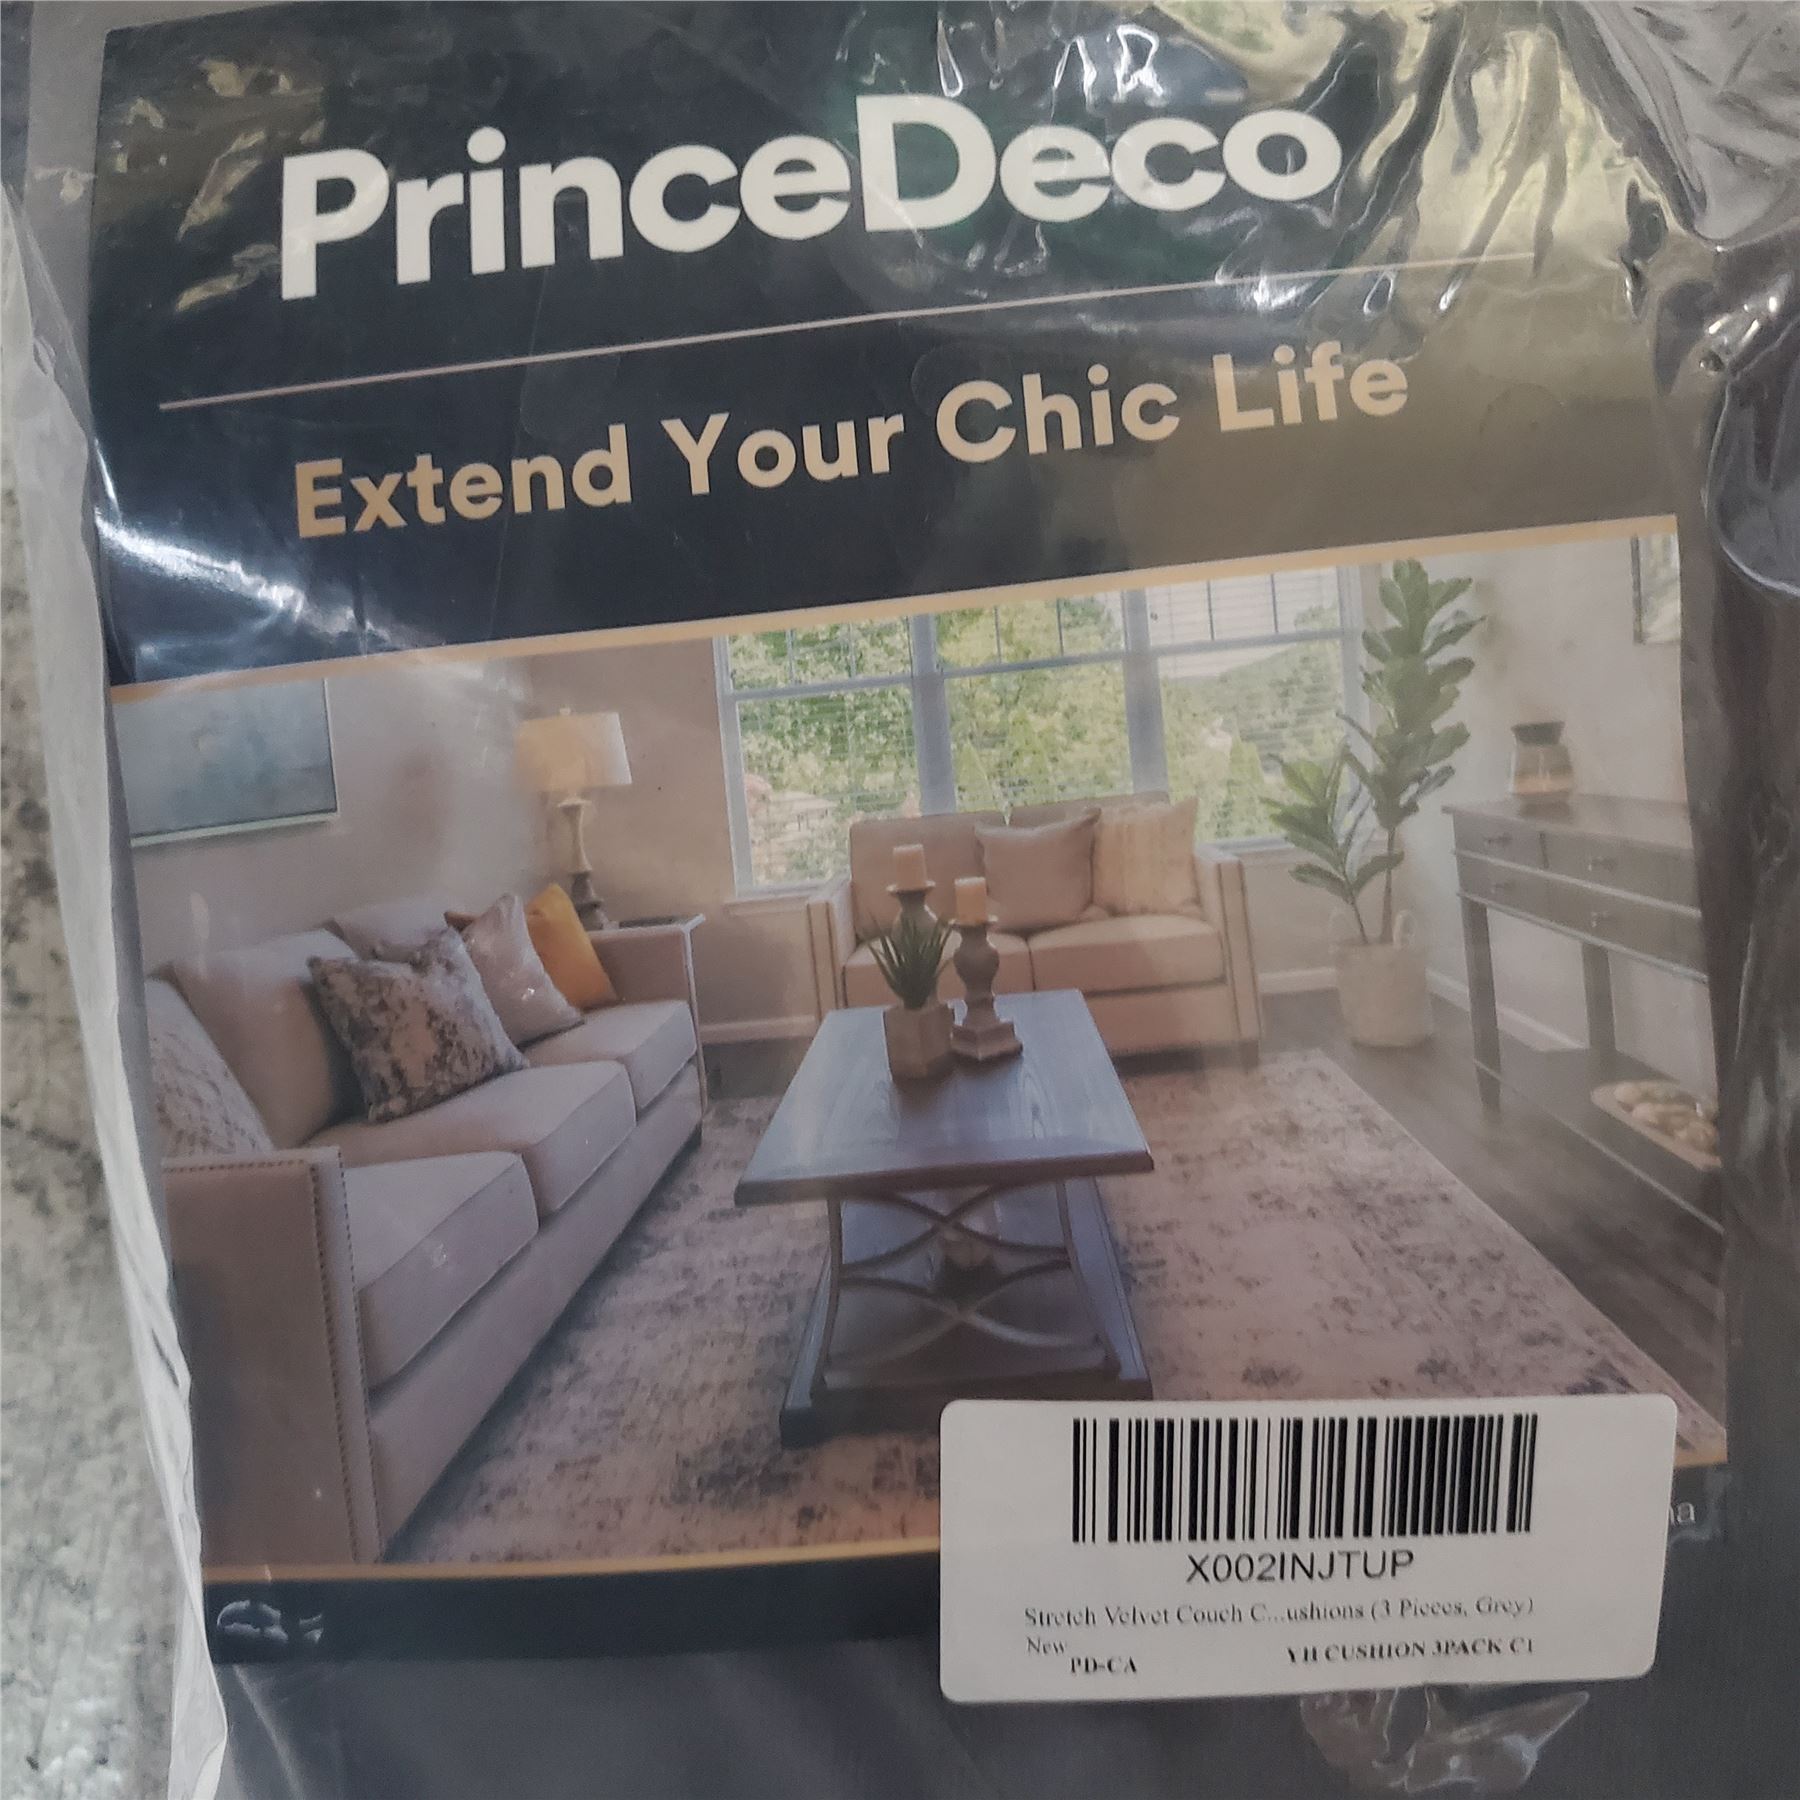 PrinceDeco
Extend Your Chic Life
X002INJTUP
Stretch Velvet Couch C...ushions (3 Pieces, Grey)
New
PD-CA YH CUSHION 3PACK C1